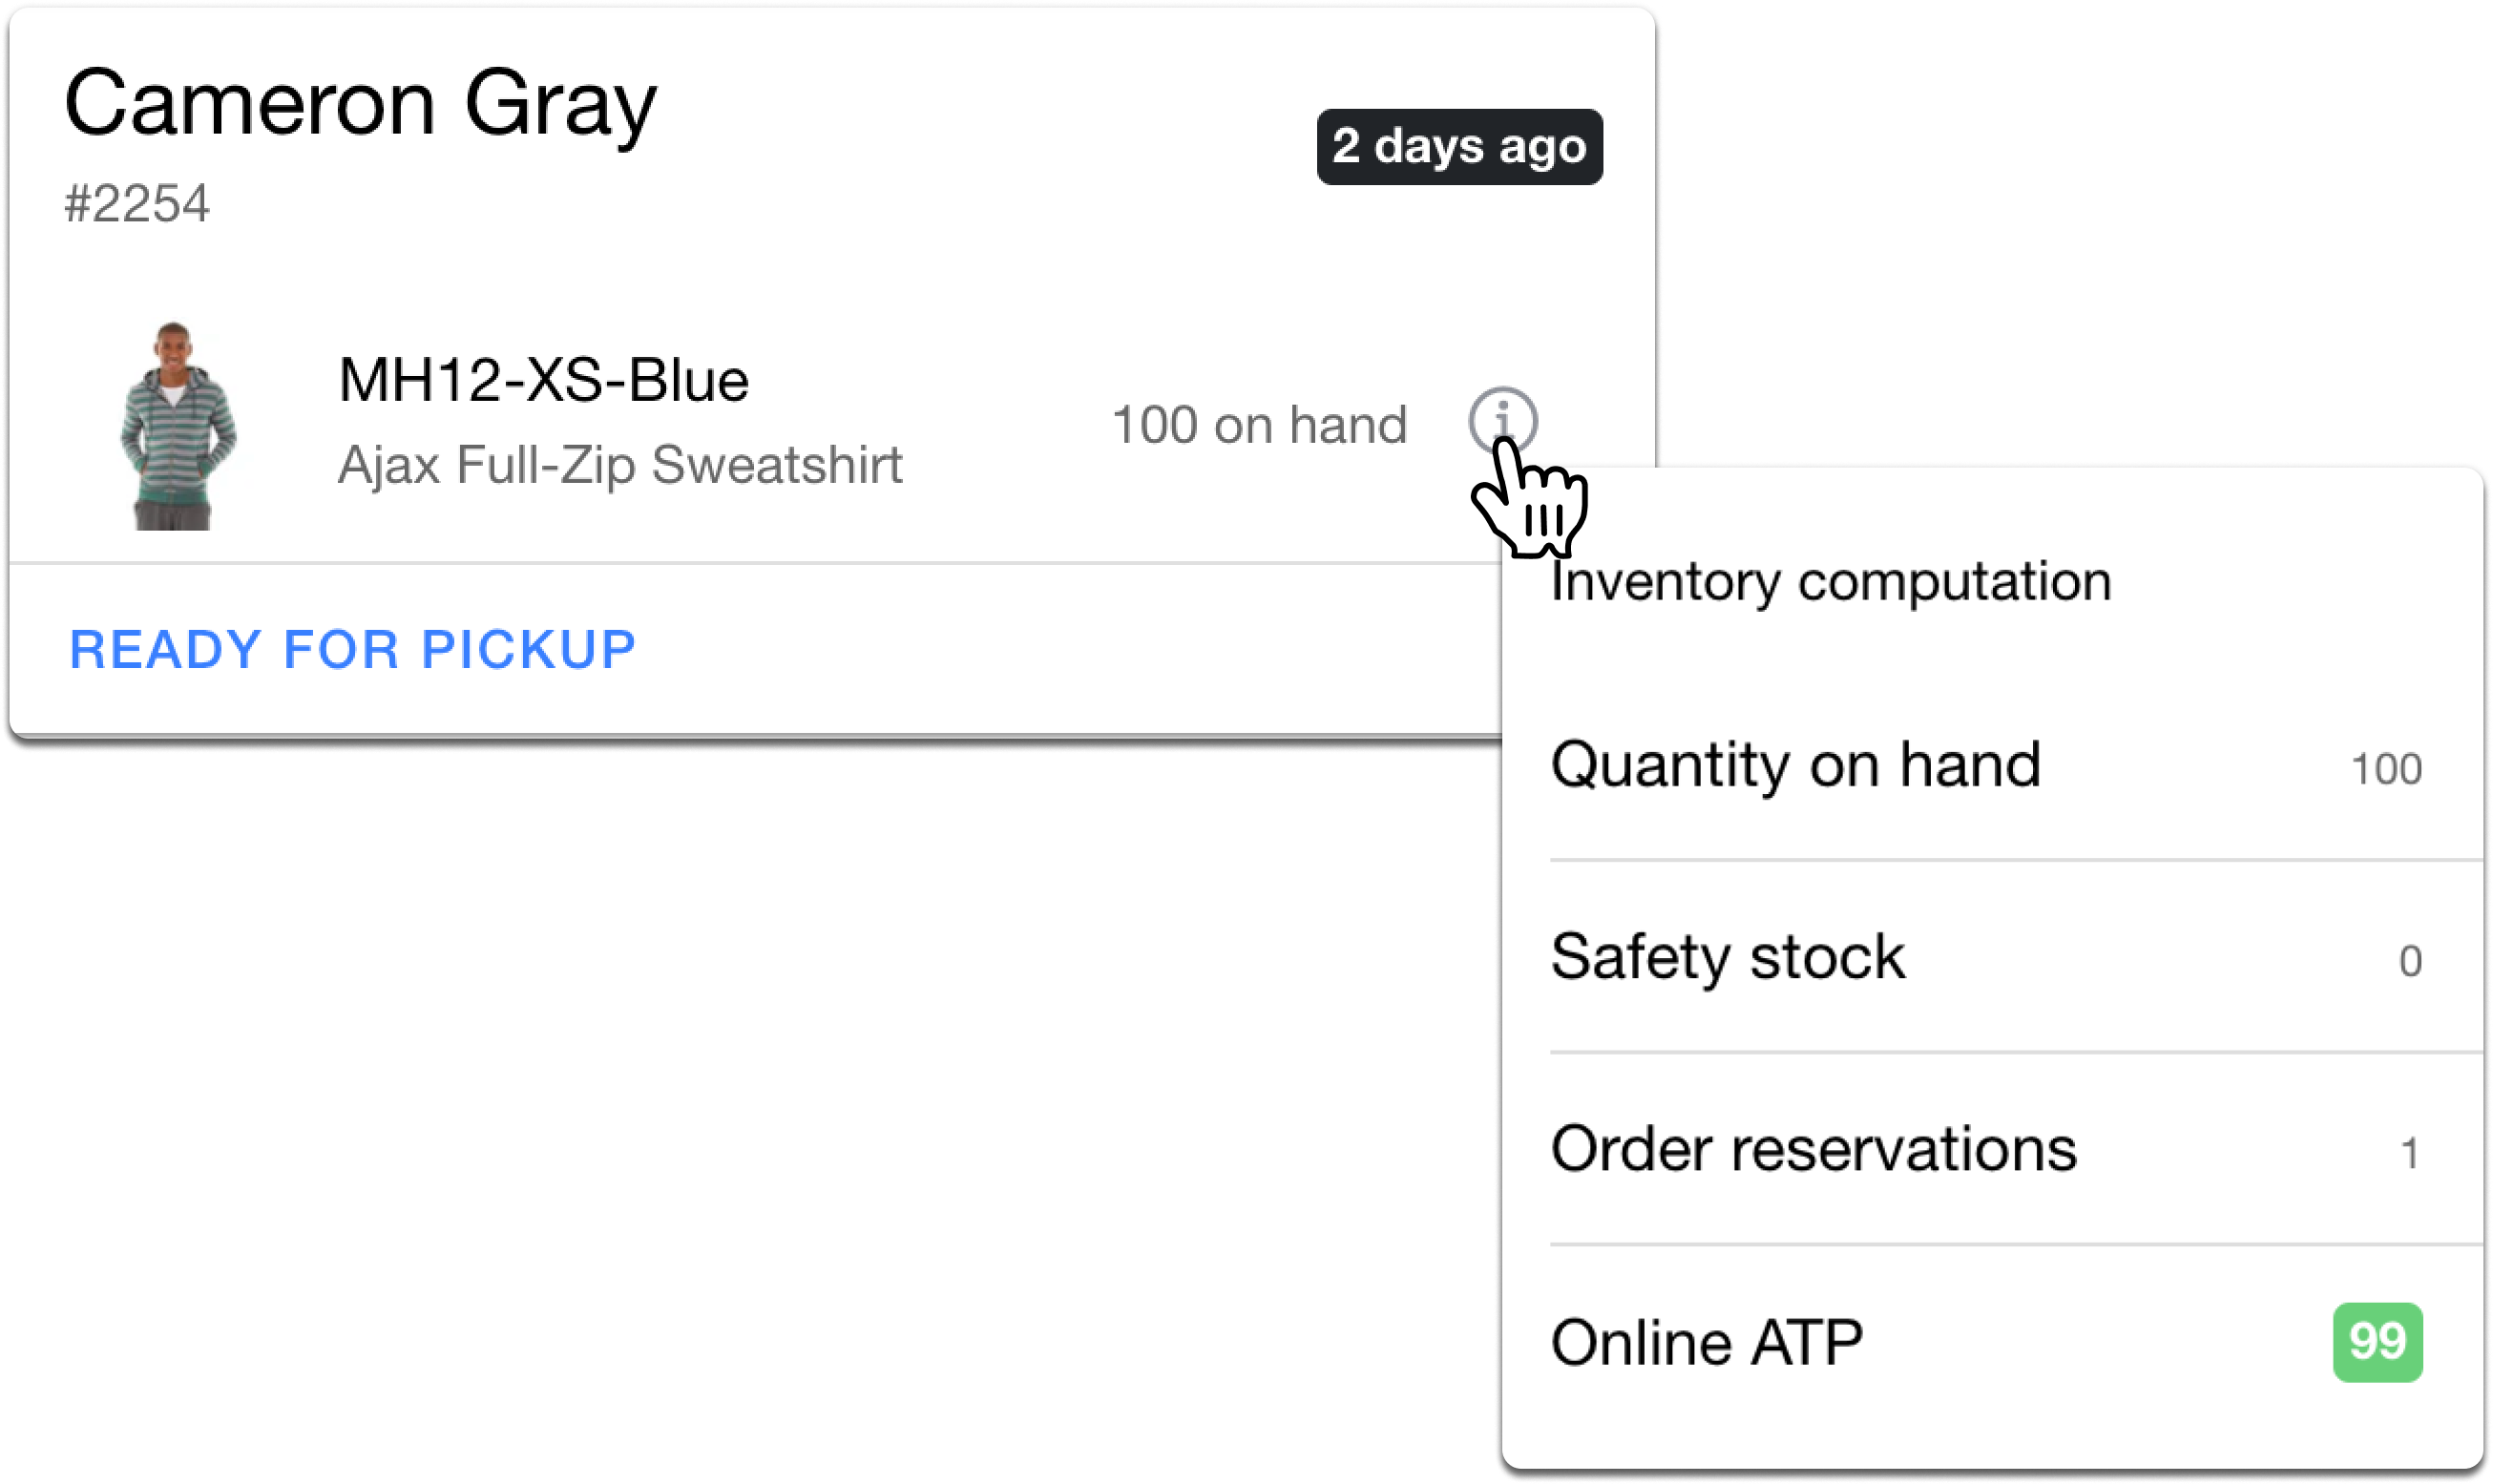 Cameron Gray
2 days ago
#2254
MH12-XS-Blue
Ajax Full-Zip Sweatshirt
100 on hand
READY FOR PICKUP
Inventory computation
Quantity on hand 100
Safety stock 0
Order reservations 1
Online ATP 99